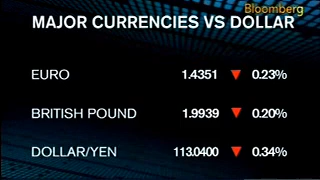 Bloomberg
MAJOR CURRENCIES VS DOLLAR
EURO 1.4351 ▼ 0.23%
BRITISH POUND 1.9939 ▼ 0.20%
DOLLAR/YEN 113.0400 ▼ 0.34%